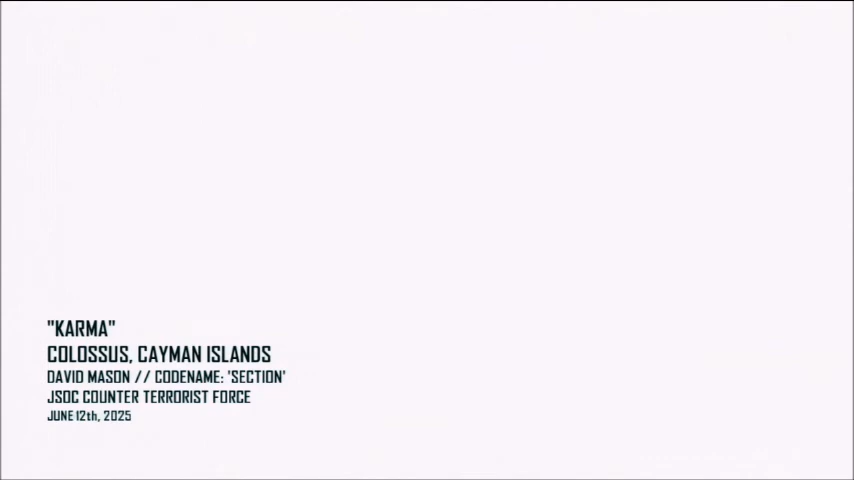 "KARMA"
COLOSSUS, CAYMAN ISLANDS
DAVID MASON // CODENAME: 'SECTION'
JSOC COUNTER TERRORIST FORCE
JUNE 12th, 2025